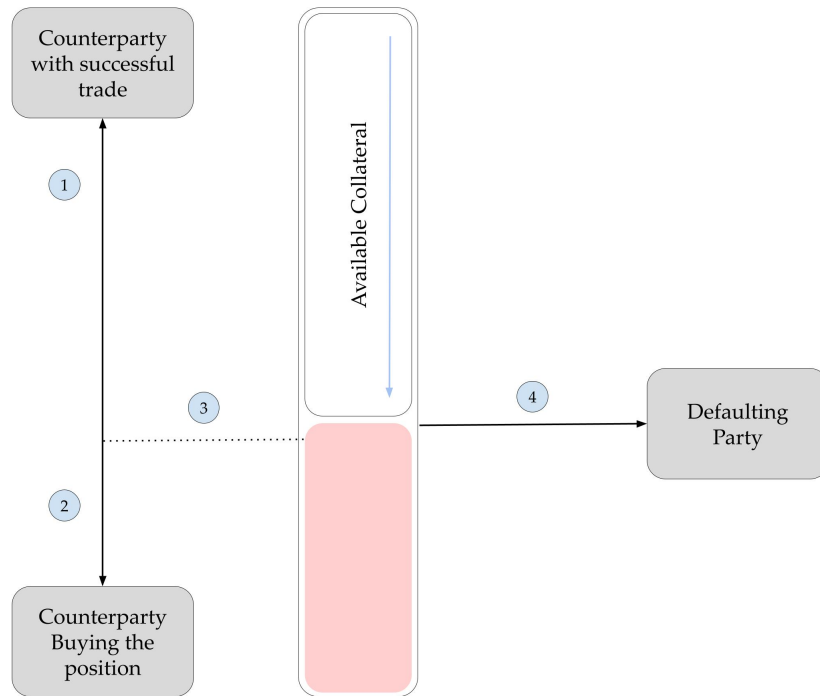 Counterparty
with successful
trade
1
Available Collateral
3
4
Defaulting
Party
2
Counterparty
Buying the
position